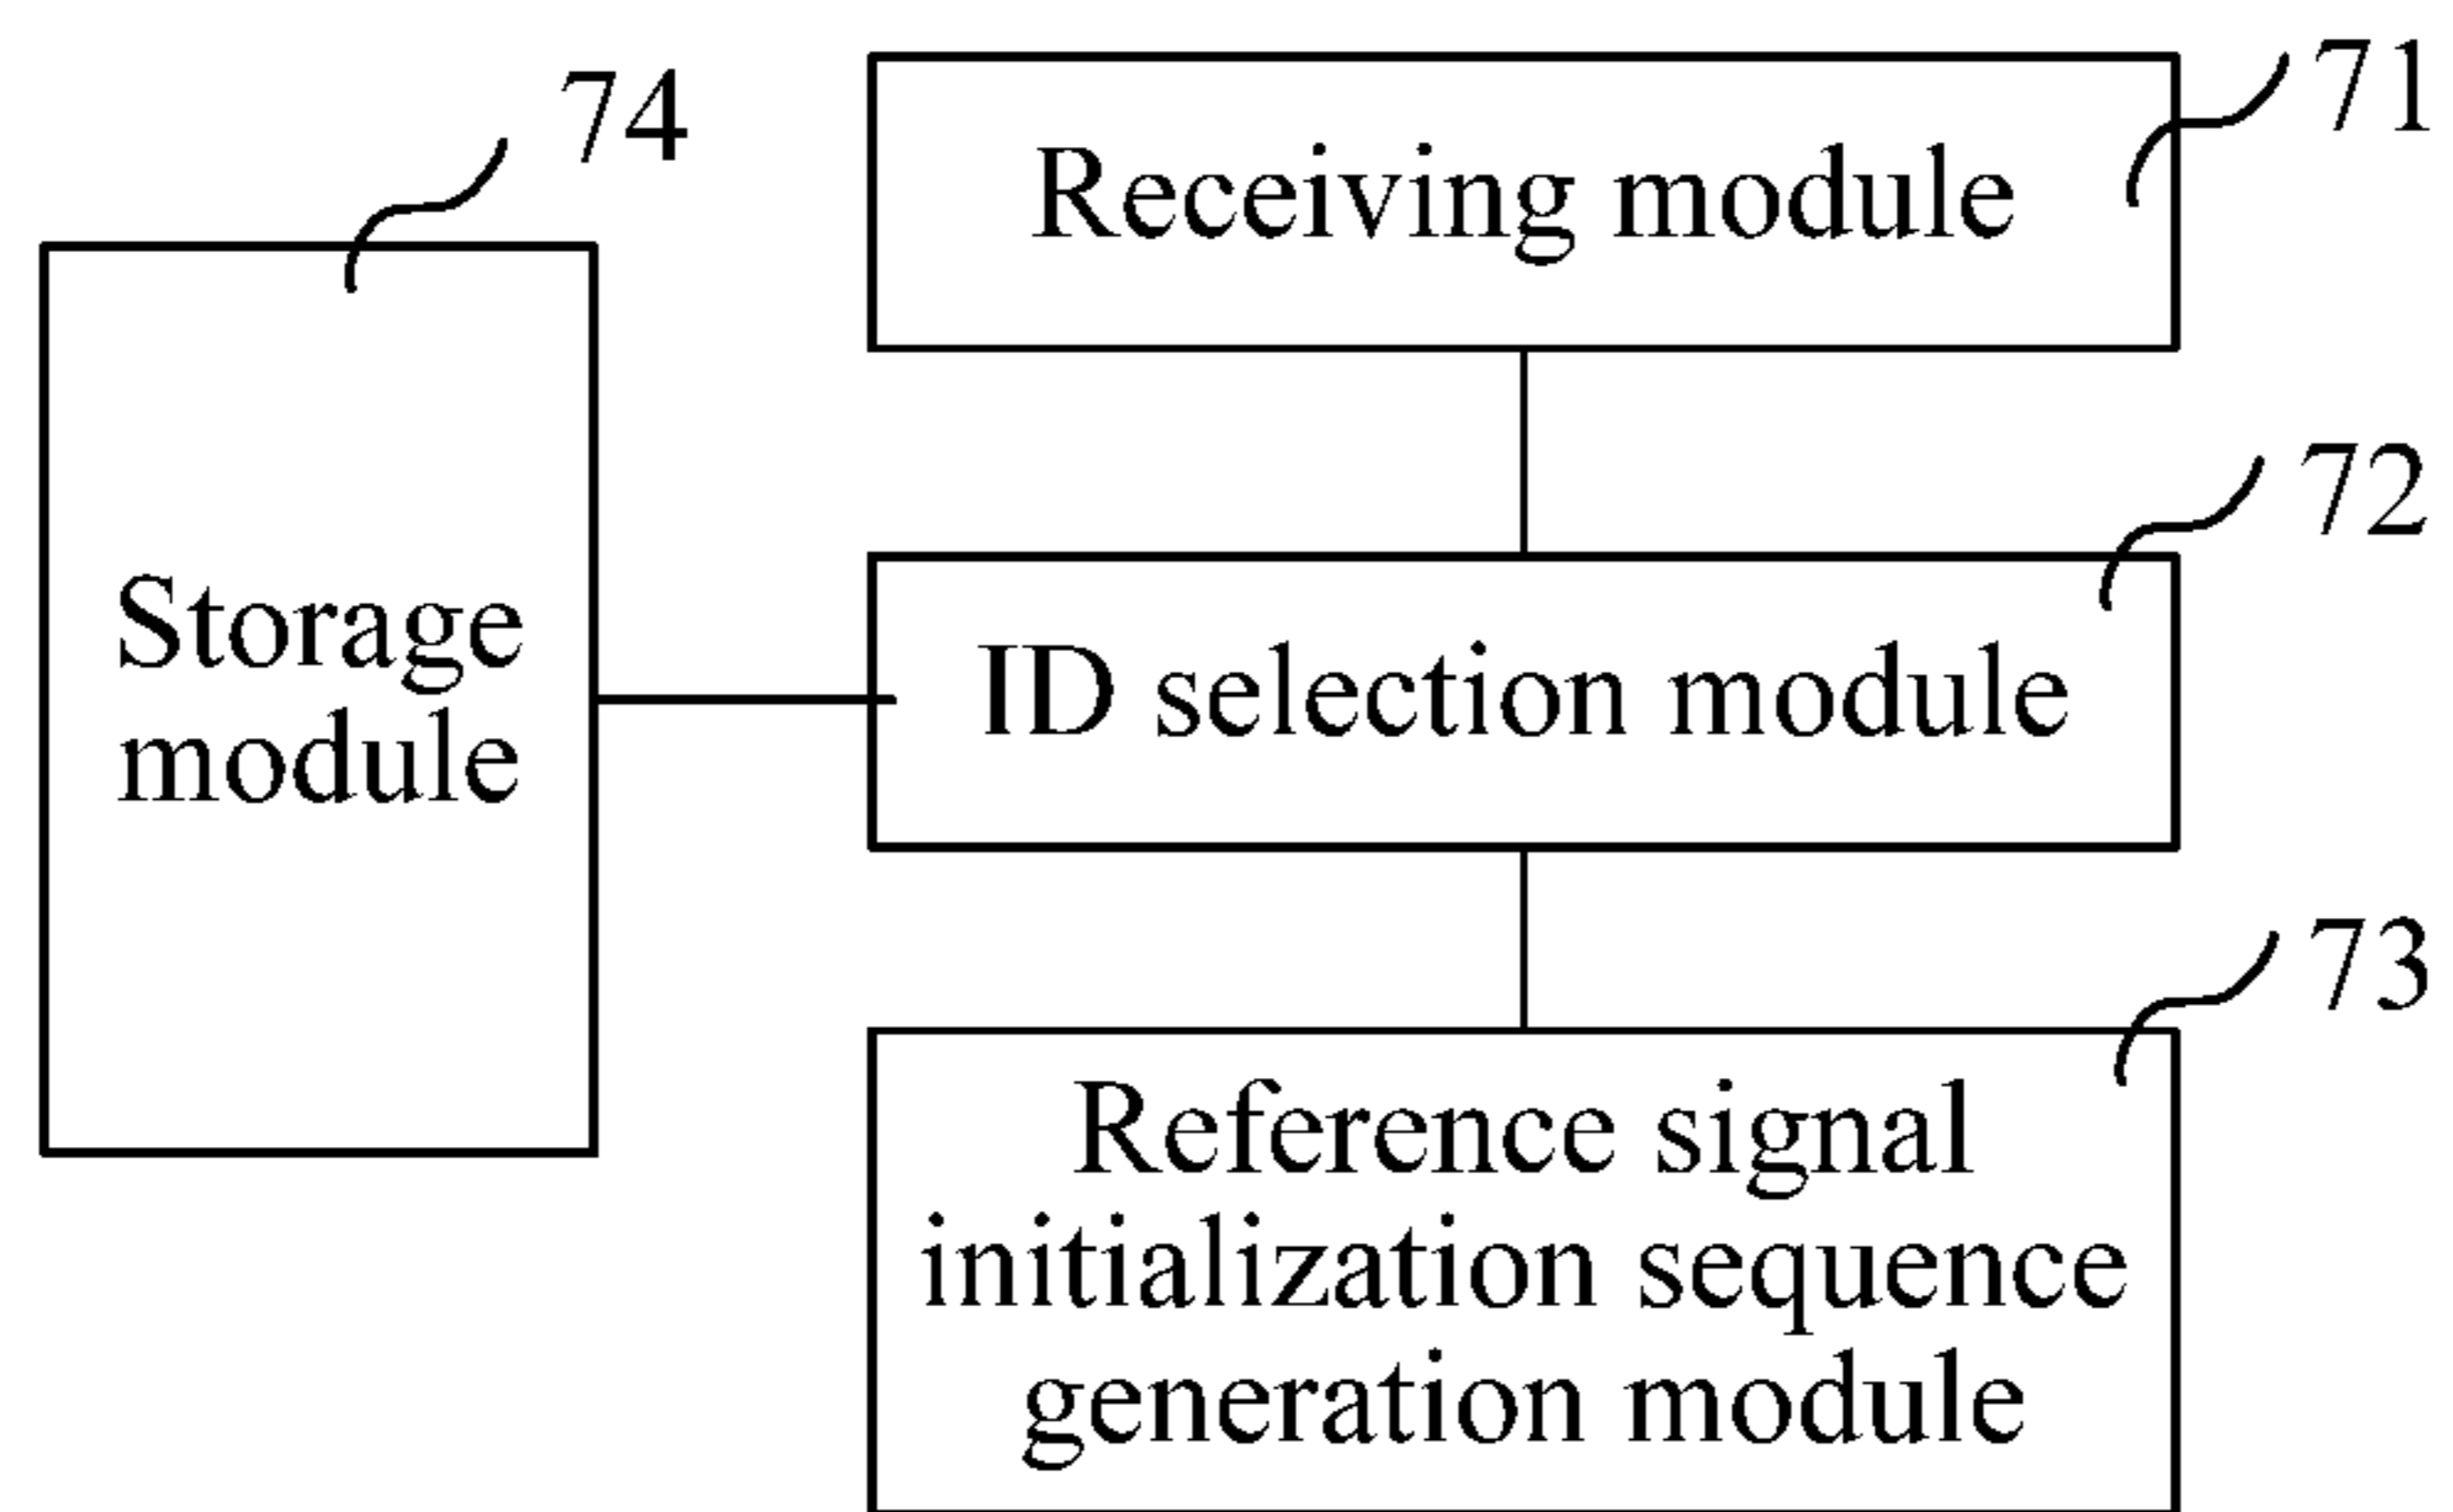 74
Storage
module
71
Receiving module
72
ID selection module
73
Reference signal
initialization sequence
generation module